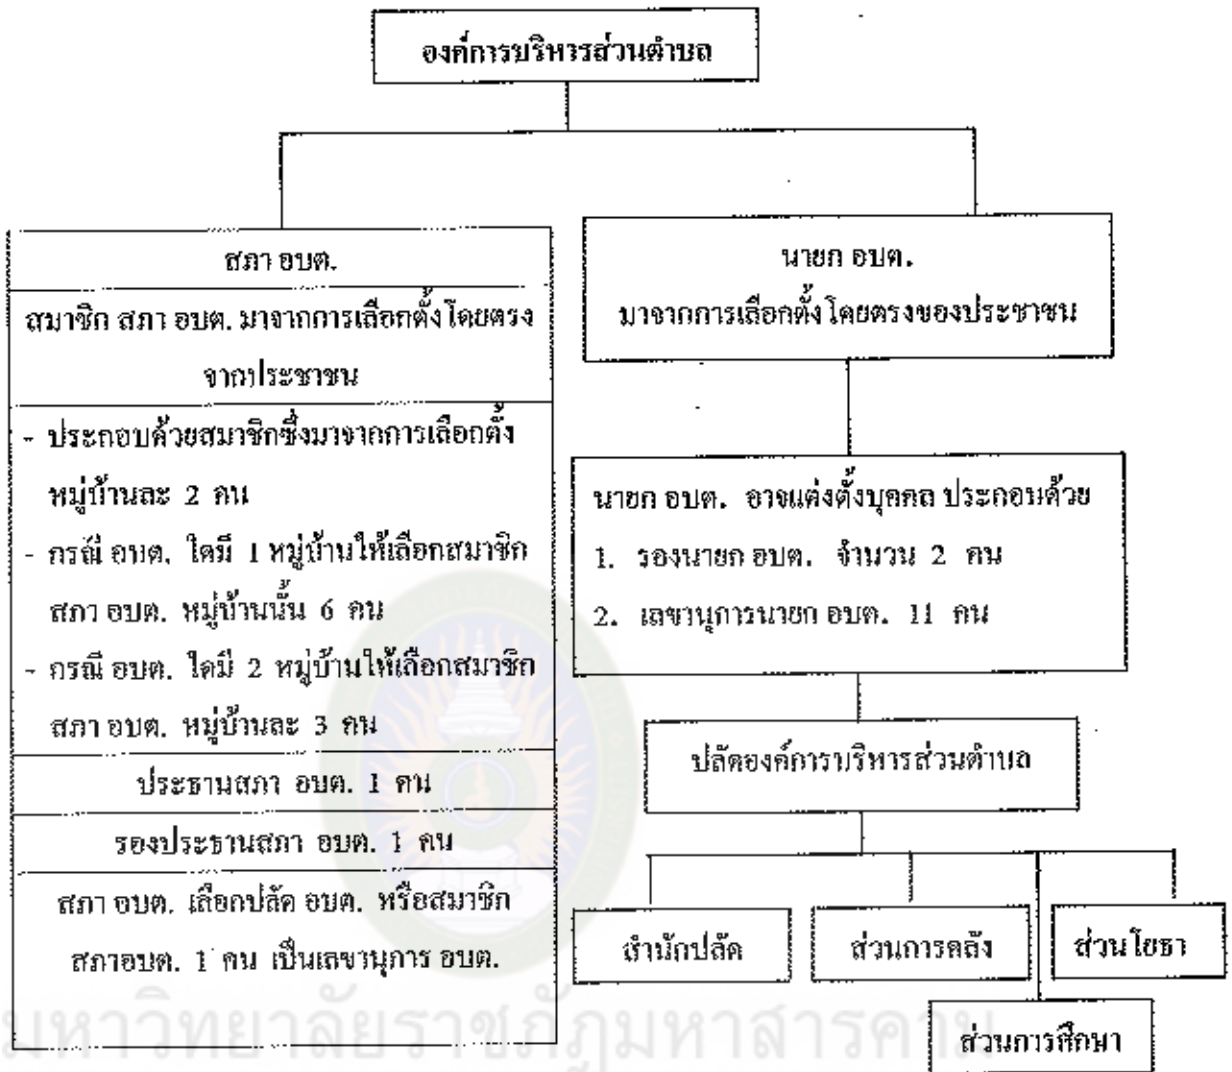 องค์การบริหารส่วนตำบล
สภา อบต.
สมาชิก สภา อบต. มาจากการเลือกตั้งโดยตรง
จากประชาชน
- ประกอบด้วยสมาชิกซึ่งมาจากการเลือกตั้ง
หมู่บ้านละ 2 คน
- กรณี อบต. ใดมี 1 หมู่บ้านให้เลือกสมาชิก
สภา อบต. หมู่บ้านนั้น 6 คน
- กรณี อบต. ใดมี 2 หมู่บ้านให้เลือกสมาชิก
สภา อบต. หมู่บ้านละ 3 คน
ประธานสภา อบต. 1 คน
รองประธานสภา อบต. 1 คน
สภา อบต. เลือกปลัด อบต. หรือสมาชิก
สภาอบต. 1 คน เป็นเลขานุการ อบต.
นายก อบต.
มาจากการเลือกตั้งโดยตรงของประชาชน
นายก อบต. อาจแต่งตั้งบุคคล ประกอบด้วย
1. รองนายก อบต. จำนวน 2 คน
2. เลขานุการนายก อบต. 11 คน
ปลัดองค์การบริหารส่วนตำบล
สำนักปลัด
ส่วนการคลัง
ส่วนโยธา
ส่วนการศึกษา
มหาวิทยาลัยราชภัฏมหาสารคาม